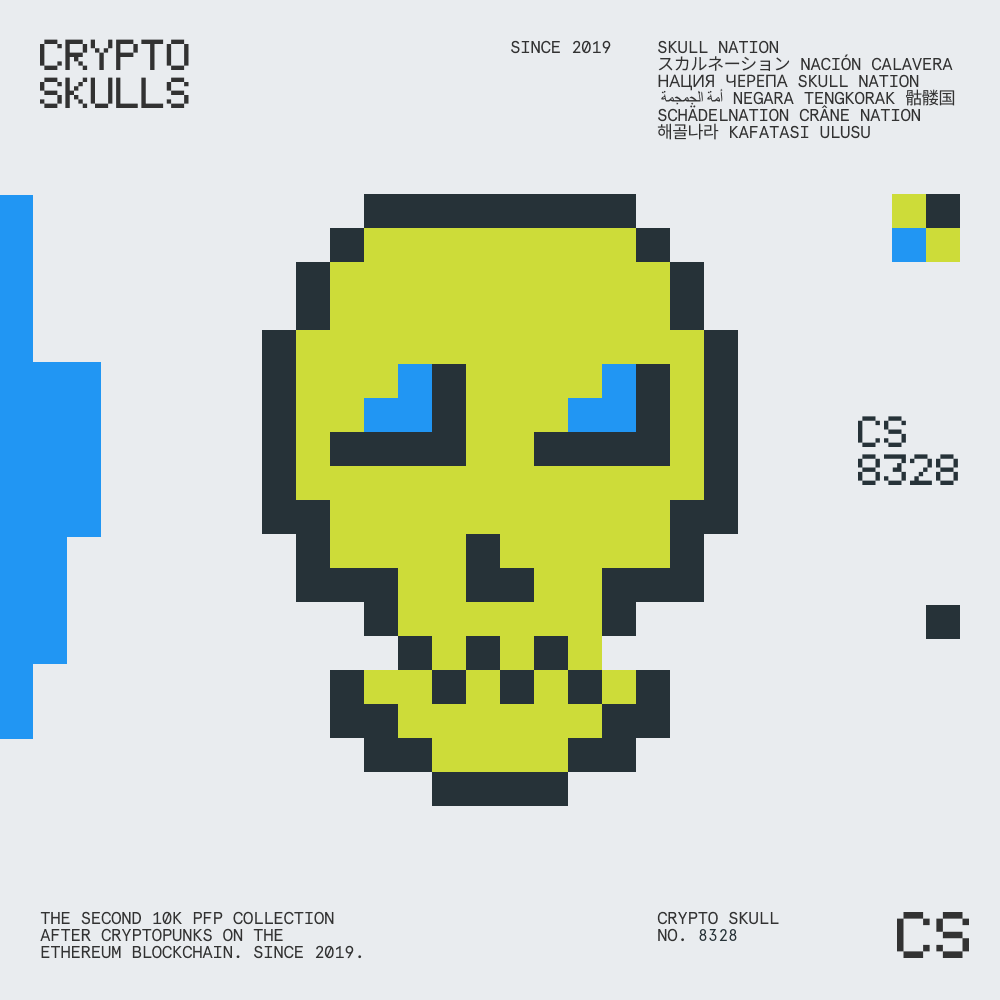 CRYPTO
SKULLS
SINCE 2019
SKULL NATION
スカルネーション NACIÓN CALAVERA
НАЦИЯ ЧЕРЕПА SKULL NATION
أمة الجمجمة NEGARA TENGKORAK 骷髅国
SCHÄDELNATION CRÂNE NATION
해골나라 KAFATASI ULUSU
CS
8328
THE SECOND 10K PFP COLLECTION
AFTER CRYPTOPUNKS ON THE
ETHEREUM BLOCKCHAIN. SINCE 2019.
CRYPTO SKULL
NO. 8328
CS